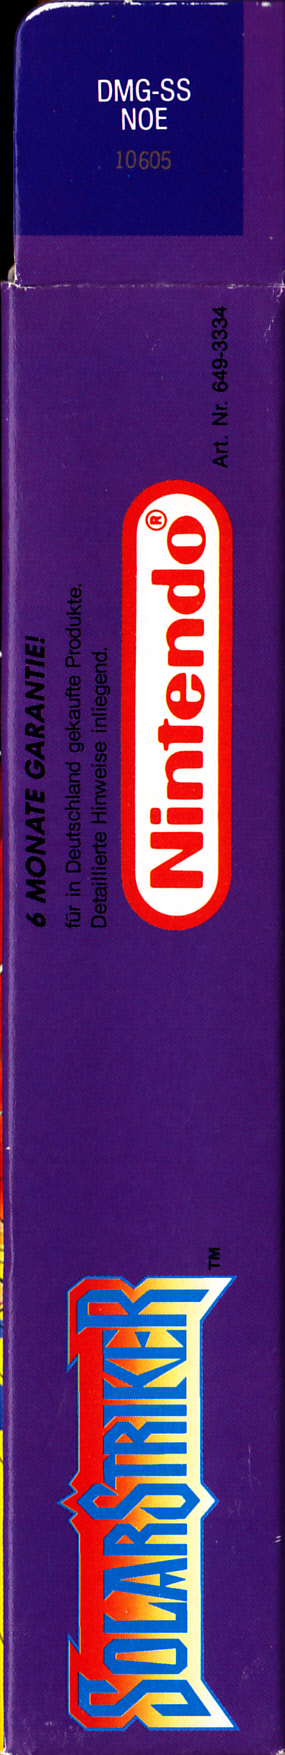 DMG-SS
NOE
10605
6 MONATE GARANTIE!
für in Deutschland gekaufte Produkte.
Detaillierte Hinweise inliegend.
Nintendo®
Art. Nr. 649-3334
SOLARSTRIKER™